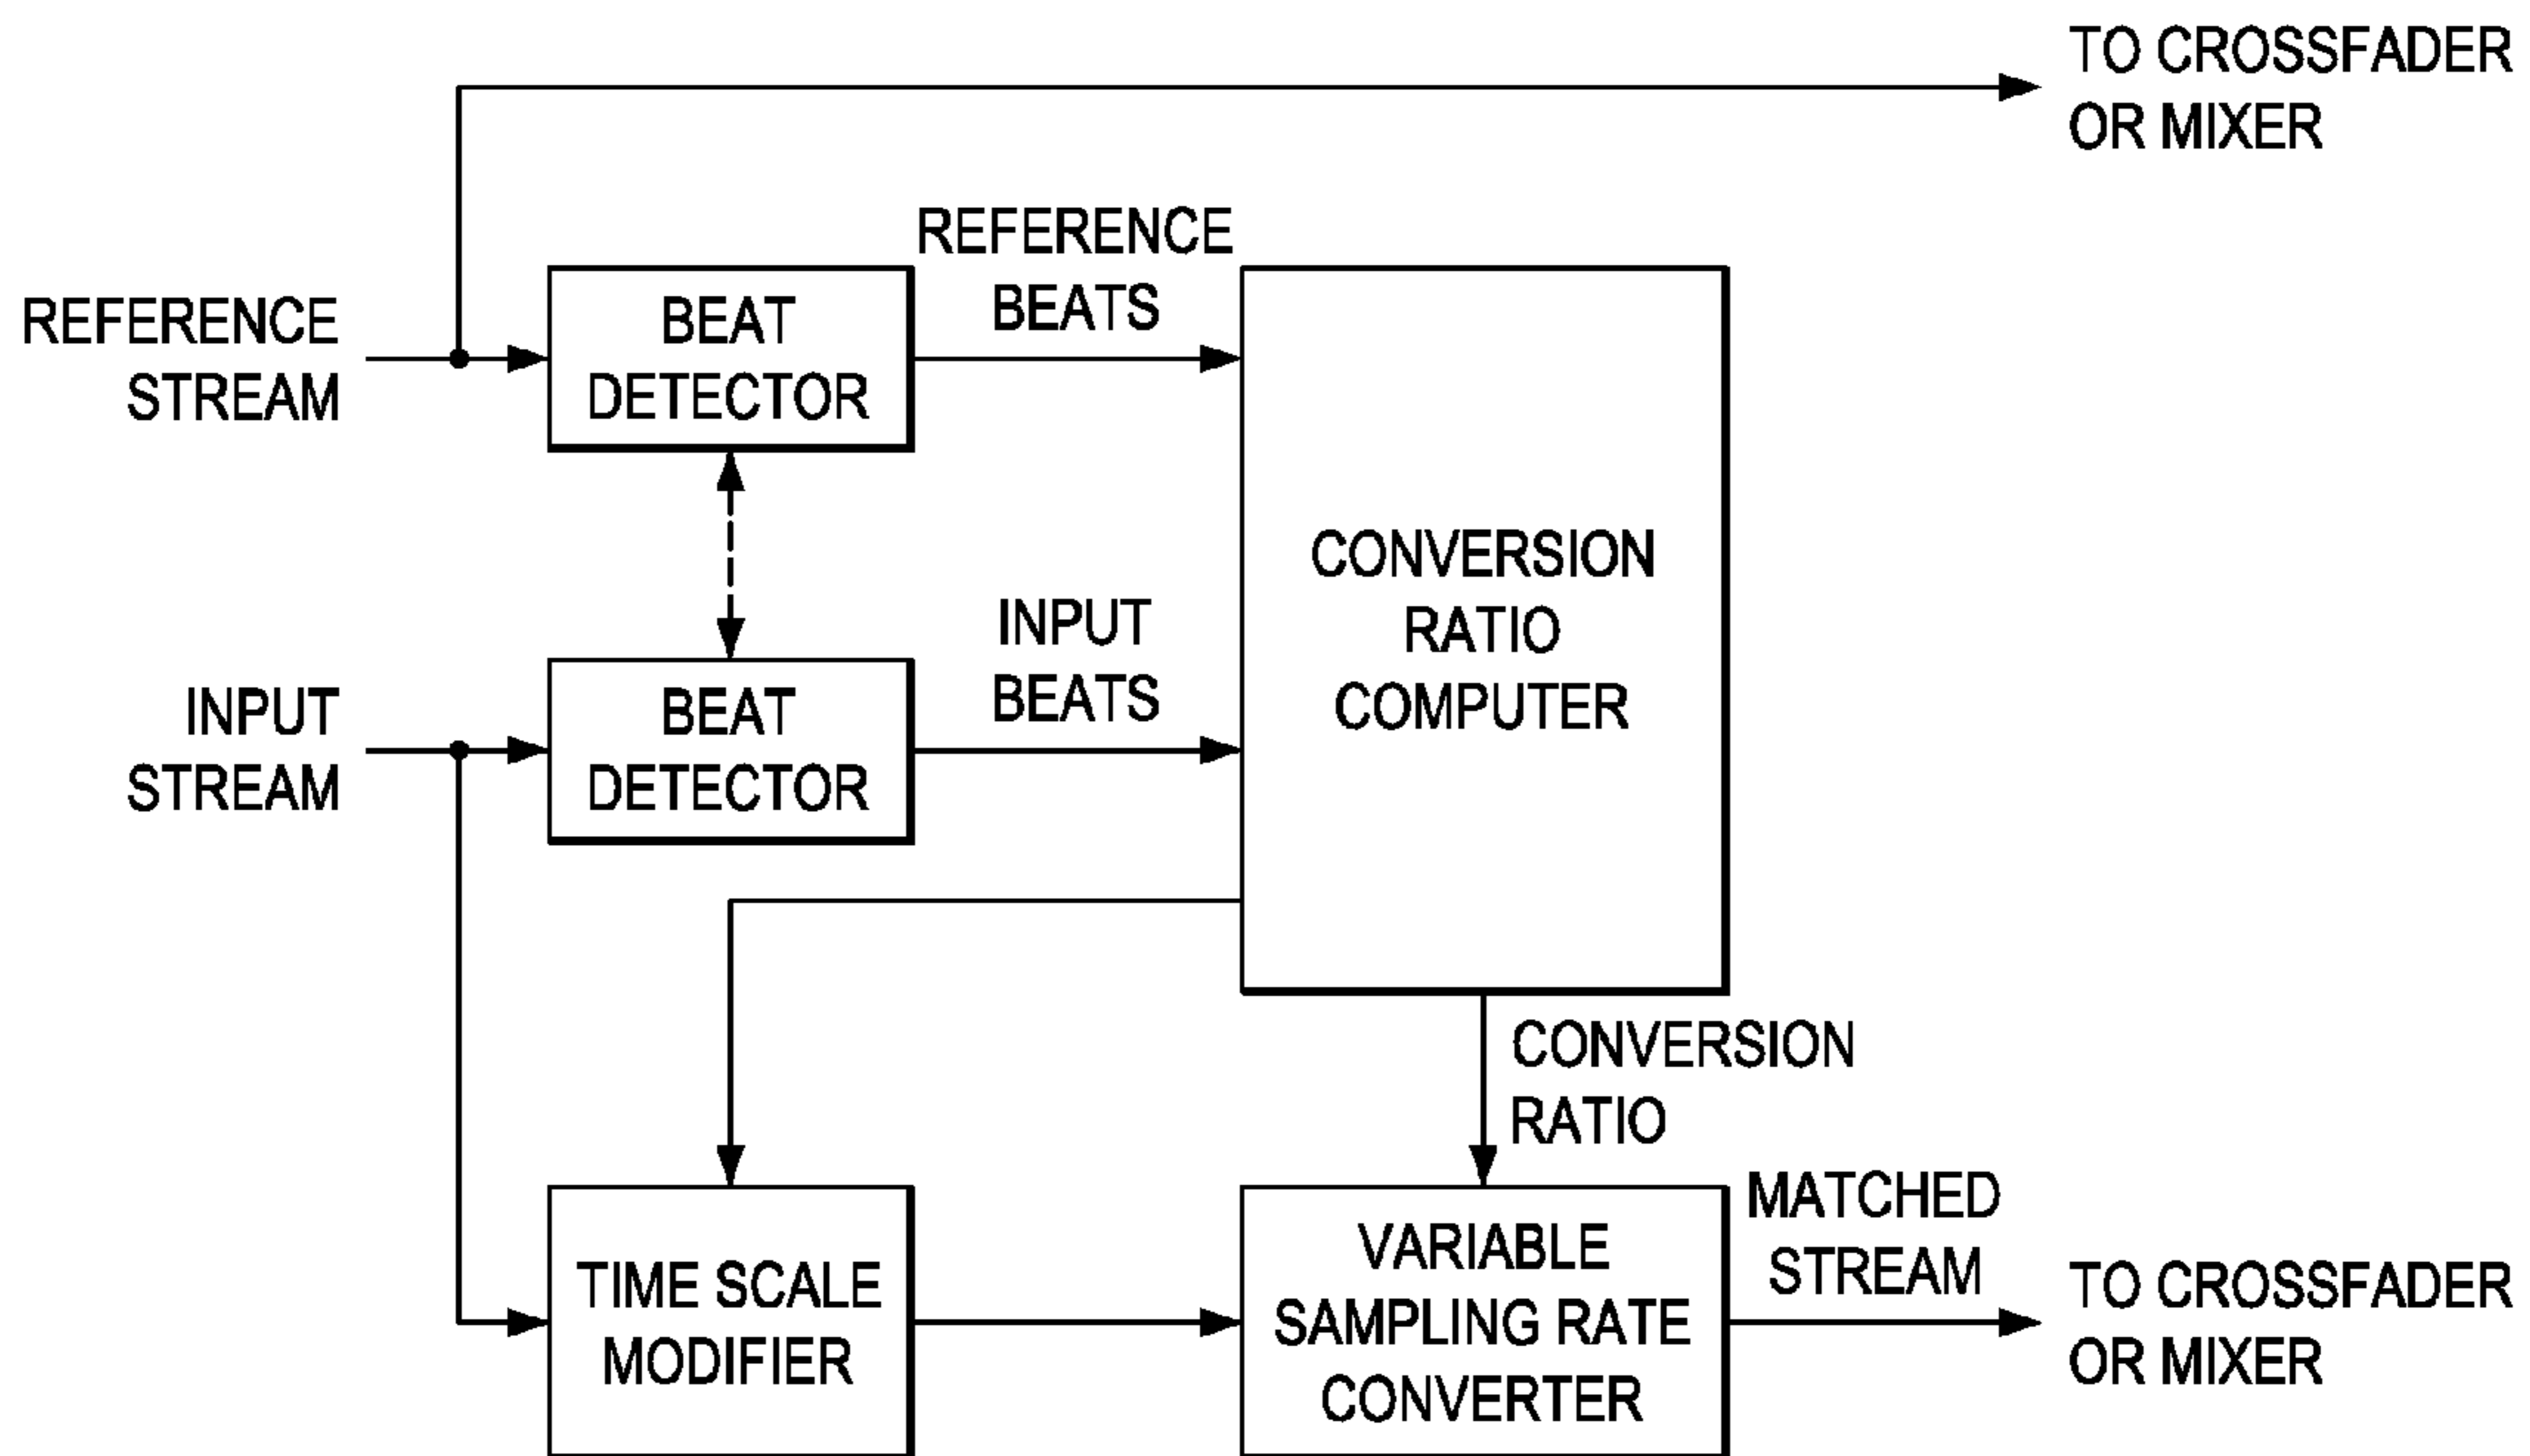 TO CROSSFADER
OR MIXER
REFERENCE
BEATS
REFERENCE
STREAM
BEAT
DETECTOR
CONVERSION
RATIO
COMPUTER
INPUT
BEATS
INPUT
STREAM
BEAT
DETECTOR
CONVERSION
RATIO
TIME SCALE
MODIFIER
VARIABLE
SAMPLING RATE
CONVERTER
MATCHED
STREAM
TO CROSSFADER
OR MIXER